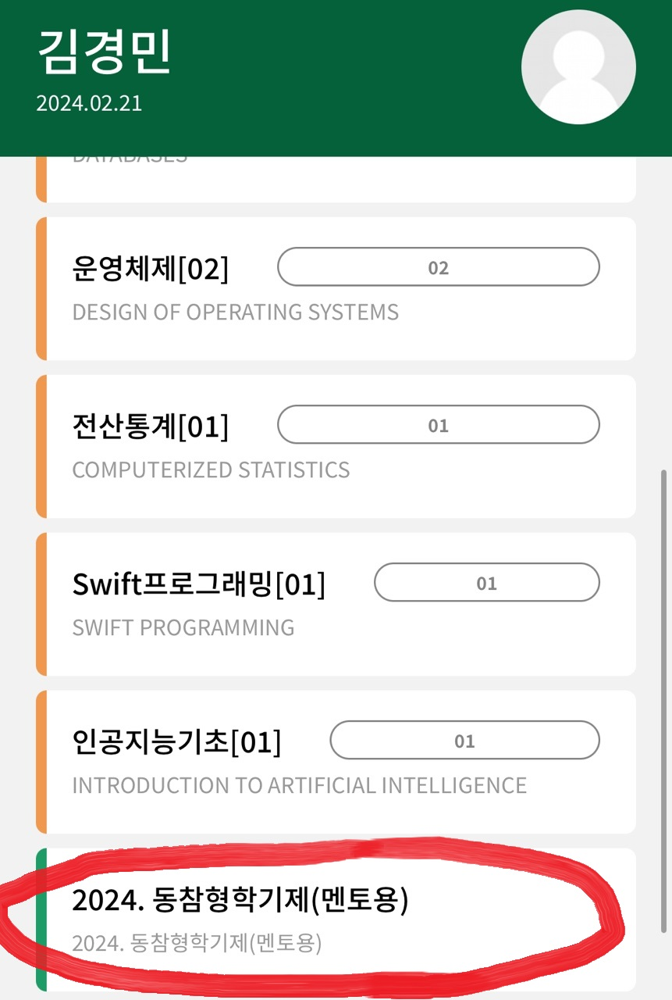 김경민
2024.02.21
DATABASES
운영체제[02]
02
DESIGN OF OPERATING SYSTEMS
전산통계[01]
01
COMPUTERIZED STATISTICS
Swift프로그래밍[01]
01
SWIFT PROGRAMMING
인공지능기초[01]
01
INTRODUCTION TO ARTIFICIAL INTELLIGENCE
2024. 동참형학기제(멘토용)
2024. 동참형학기제(멘토용)